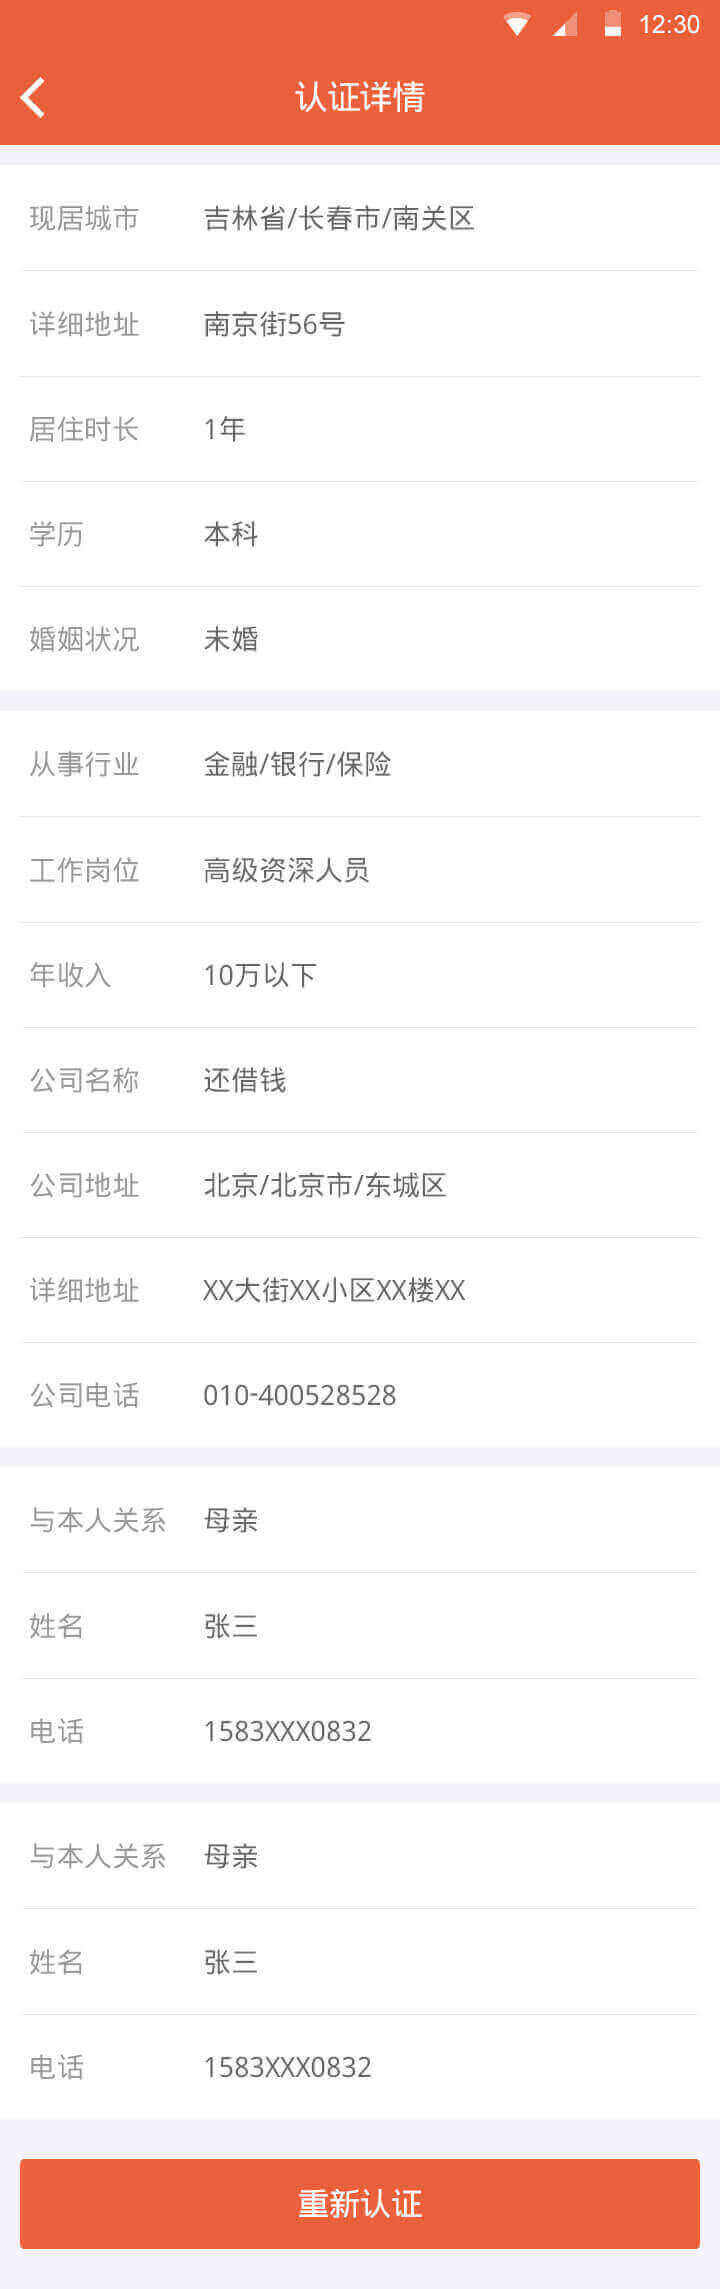 12:30
认证详情
现居城市 吉林省/长春市/南关区
详细地址 南京街56号
居住时长 1年
学历 本科
婚姻状况 未婚
从事行业 金融/银行/保险
工作岗位 高级资深人员
年收入 10万以下
公司名称 还借钱
公司地址 北京/北京市/东城区
详细地址 XX大街XX小区XX楼XX
公司电话 010-400528528
与本人关系 母亲
姓名 张三
电话 1583XXX0832
与本人关系 母亲
姓名 张三
电话 1583XXX0832
重新认证